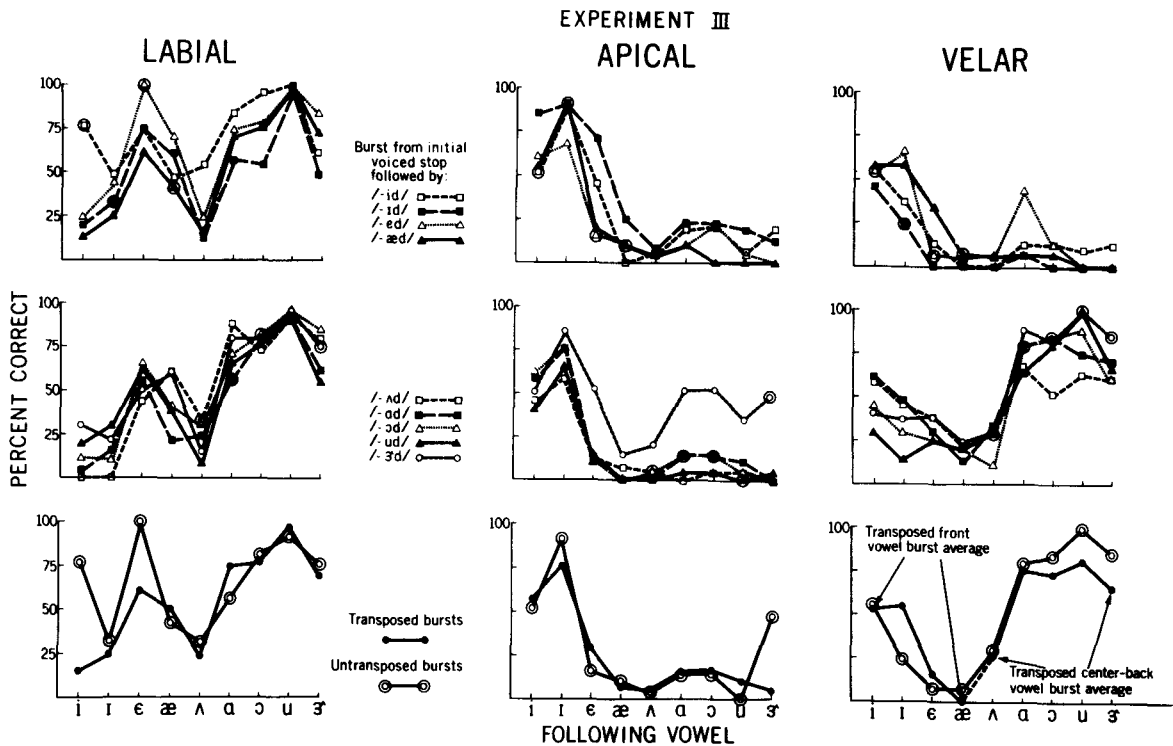 EXPERIMENT III
LABIAL
APICAL
VELAR
100
75
50
25
Burst from initial
voiced stop
followed by:
/-id/
/-ɪd/
/-ɛd/
/-æd/
100
100
PERCENT CORRECT
100
75
50
25
/-ʌd/
/-ɑd/
/-ɔd/
/-ud/
/-ɝd/
100
100
100
75
50
25
Transposed bursts
Untransposed bursts
100
100
Transposed front
vowel burst average
Transposed center-back
vowel burst average
i ɪ ɛ æ ʌ ɑ ɔ u ɝ
i ɪ ɛ æ ʌ ɑ ɔ u ɝ
i ɪ ɛ æ ʌ ɑ ɔ u ɝ
FOLLOWING VOWEL